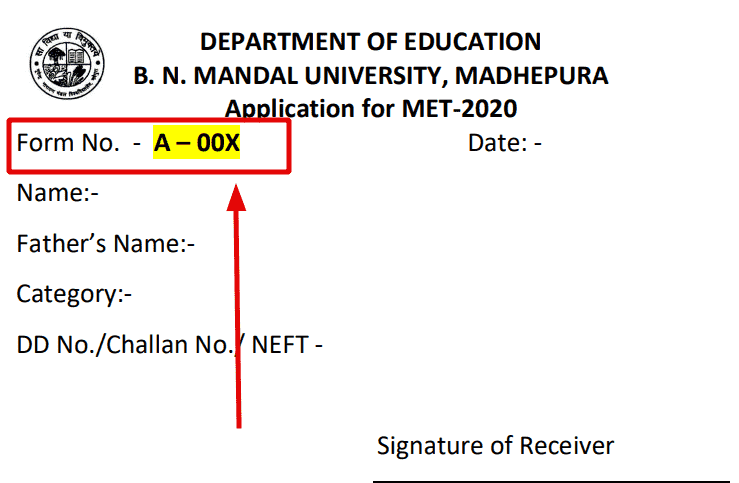 सा विद्या या विमुक्तये
DEPARTMENT OF EDUCATION
B. N. MANDAL UNIVERSITY, MADHEPURA
Application for MET-2020
Form No. - A – 00X Date: -
Name:-
Father’s Name:-
Category:-
DD No./Challan No./ NEFT -
Signature of Receiver